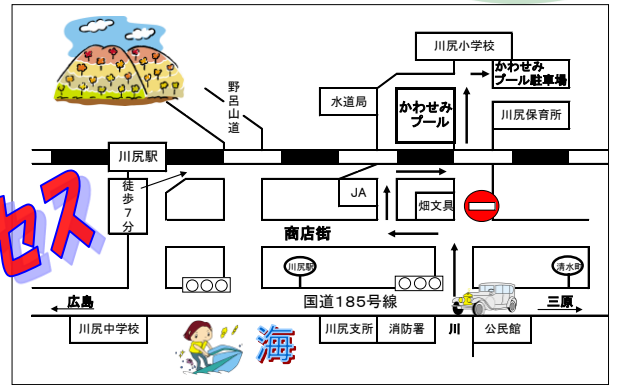 川尻小学校
かわせみ
プール駐車場
野呂山道
水道局
かわせみ
プール
川尻保育所
川尻駅
徒歩7分
JA
畑文具
セス
商店街
川尻駅
清水町
国道185号線
広島
三原
川尻中学校
海
川尻支所
消防署
川
公民館